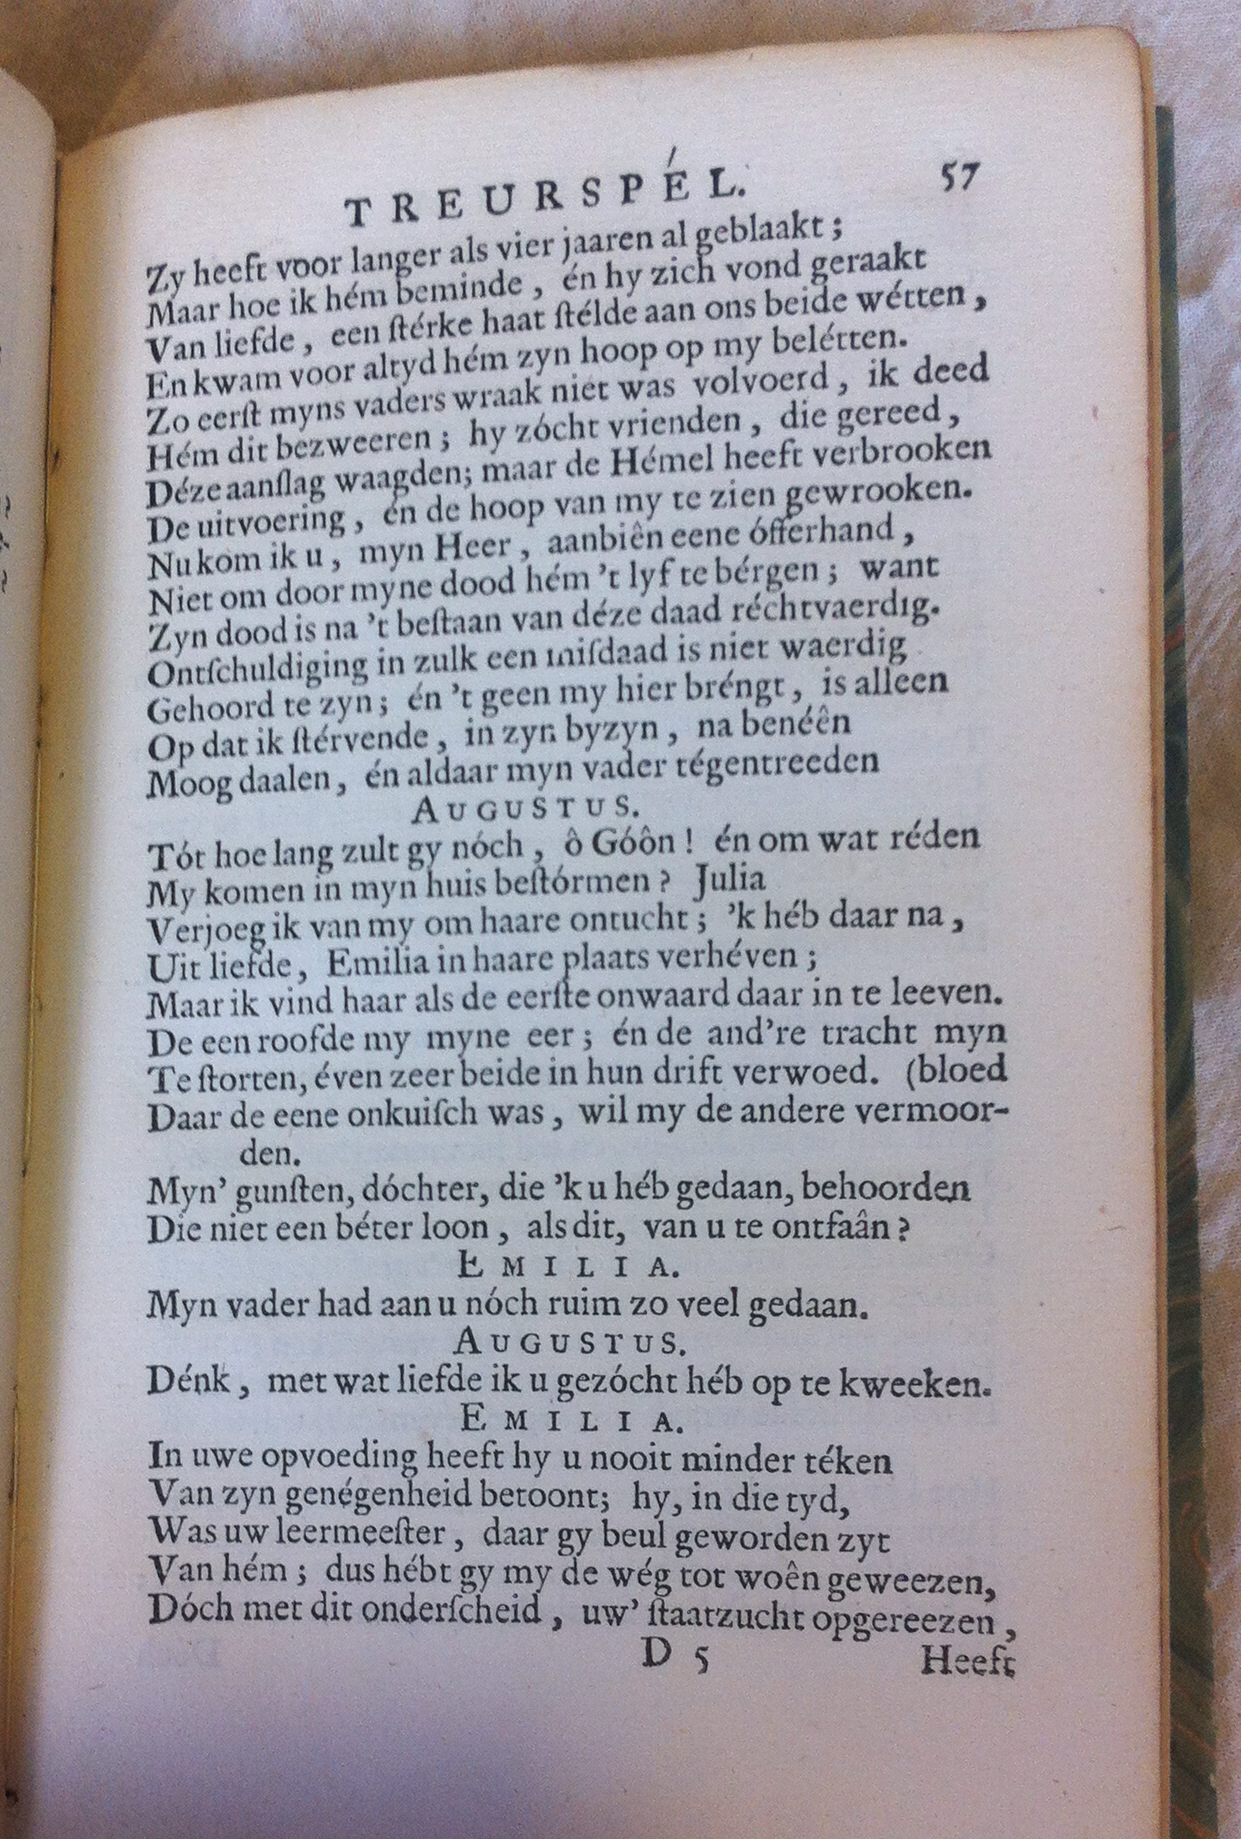 TREURSPÉL. 57
Zy heeft voor langer als vier jaaren al geblaakt;
Maar hoe ik hém beminde, én hy zich vond geraakt
Van liefde, een ſtérke haat ſtélde aan ons beide wétten,
En kwam voor altyd hém zyn hoop op my belétten.
Zo eerſt myns vaders wraak niet was volvoerd, ik deed
Hém dit bezweeren; hy zócht vrienden, die gereed,
Déze aanſlag waagden; maar de Hémel heeft verbrooken
De uitvoering, én de hoop van my te zien gewrooken.
Nu kom ik u, myn Heer, aanbiên eene ófferhand,
Niet om door myne dood hém 't lyf te bérgen; want
Zyn dood is na 't beſtaan van déze daad réchtvaerdig.
Ontſchuldiging in zulk een miſdaad is niet waerdig
Gehoord te zyn; én 't geen my hier bréngt, is alleen
Op dat ik ſtérvende, in zyn byzyn, na benéên
Moog daalen, én aldaar myn vader tégentreeden
AUGUSTUS.
Tót hoe lang zult gy nóch, ô Góôn! én om wat réden
My komen in myn huis beſtórmen? Julia
Verjoeg ik van my om haare ontucht; 'k héb daar na,
Uit liefde, Emilia in haare plaats verhéven;
Maar ik vind haar als de eerſte onwaard daar in te leeven.
De een roofde my myne eer; én de and're tracht myn
Te ſtorten, éven zeer beide in hun drift verwoed. (bloed
Daar de eene onkuiſch was, wil my de andere vermoor-
den.
Myn' gunſten, dóchter, die 'k u héb gedaan, behoorden
Die niet een béter loon, als dit, van u te ontfaân?
EMILIA.
Myn vader had aan u nóch ruim zo veel gedaan.
AUGUSTUS.
Dénk, met wat liefde ik u gezócht héb op te kweeken.
EMILIA.
In uwe opvoeding heeft hy u nooit minder téken
Van zyn genégenheid betoont; hy, in die tyd,
Was uw leermeeſter, daar gy beul geworden zyt
Van hém; dus hébt gy my de wég tot woên geweezen,
Dóch met dit onderſcheid, uw' ſtaatzucht opgereezen,
D 5 Heeft